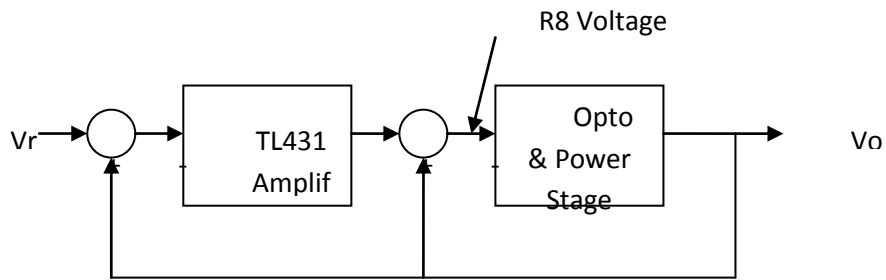 R8 Voltage
Vr
TL431
Amplif
Opto
& Power
Stage
Vo